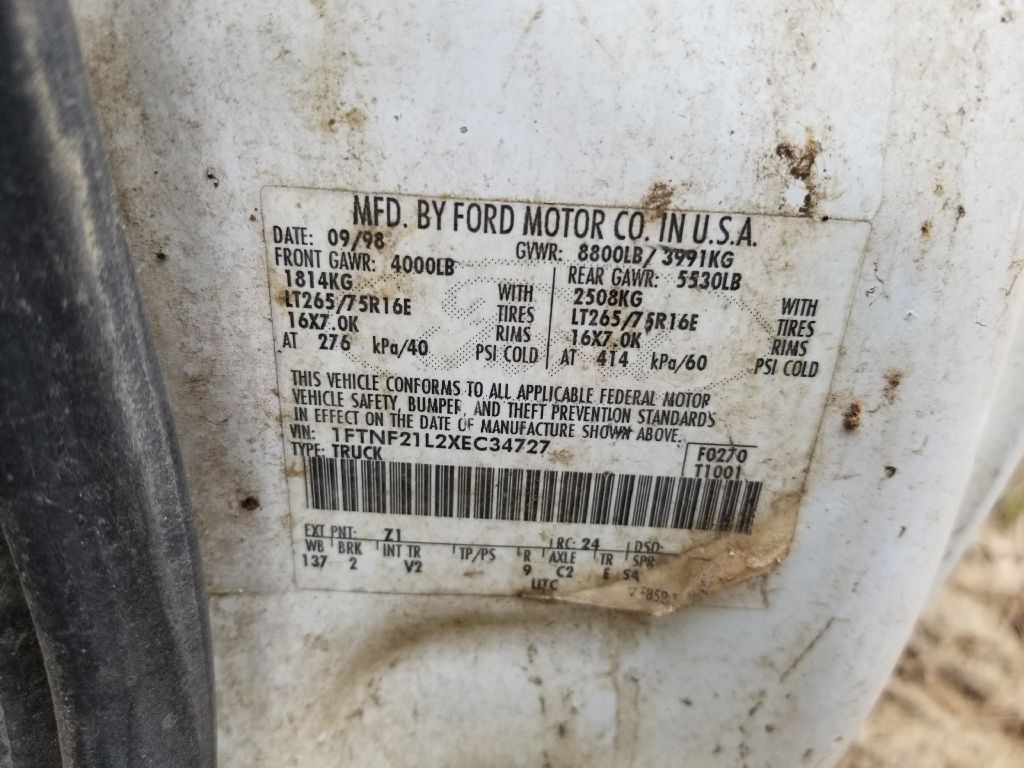 MFD. BY FORD MOTOR CO. IN U.S.A.
DATE: 09/98 GVWR: 8800LB/ 3991KG
FRONT GAWR: 4000LB REAR GAWR: 5530LB
1814KG WITH 2508KG WITH
LT265/75R16E TIRES LT265/75R16E TIRES
16X7.0K RIMS 16X7.0K RIMS
AT 276 kPa/40 PSI COLD AT 414 kPa/60 PSI COLD
THIS VEHICLE CONFORMS TO ALL APPLICABLE FEDERAL MOTOR
VEHICLE SAFETY, BUMPER, AND THEFT PREVENTION STANDARDS
IN EFFECT ON THE DATE OF MANUFACTURE SHOWN ABOVE.
VIN: 1FTNF21L2XEC34727 F0270
TYPE: TRUCK T1001
EXT PNT: Z1 RC: 24 DSO:
WB BRK INT TR TP/PS R AXLE TR SPR
137 2 V2 9 C2 E S4
UTC